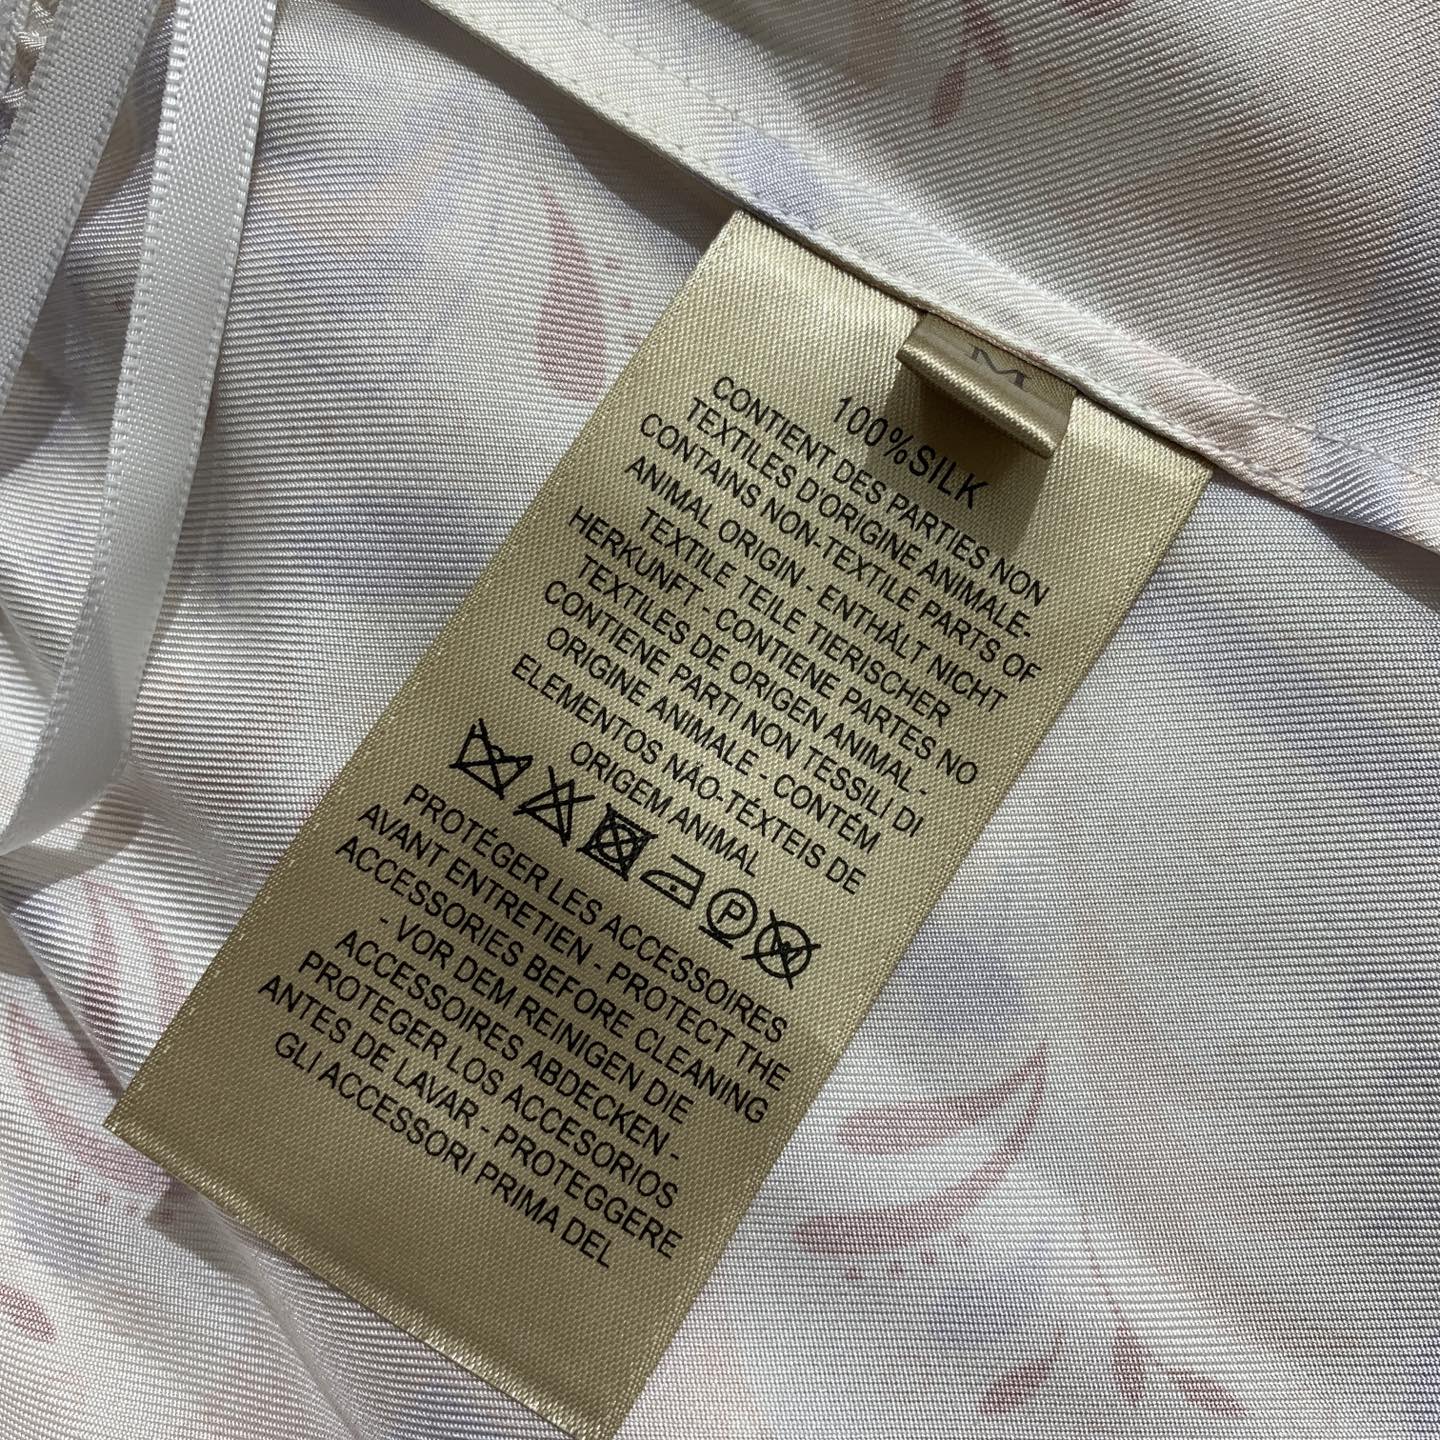 M
100%SILK
CONTIENT DES PARTIES NON
TEXTILES D'ORIGINE ANIMALE-
CONTAINS NON-TEXTILE PARTS OF
ANIMAL ORIGIN - ENTHÄLT NICHT
TEXTILE TEILE TIERISCHER
HERKUNFT - CONTIENE PARTES NO
TEXTILES DE ORIGEN ANIMAL -
CONTIENE PARTI NON TESSILI DI
ORIGINE ANIMALE - CONTÉM
ELEMENTOS NÁO-TÉXTEIS DE
ORIGEM ANIMAL
P W
PROTÉGER LES ACCESSOIRES
AVANT ENTRETIEN - PROTECT THE
ACCESSORIES BEFORE CLEANING
- VOR DEM REINIGEN DIE
ACCESSOIRES ABDECKEN -
PROTEGER LOS ACCESORIOS
ANTES DE LAVAR - PROTEGGERE
GLI ACCESSORI PRIMA DEL